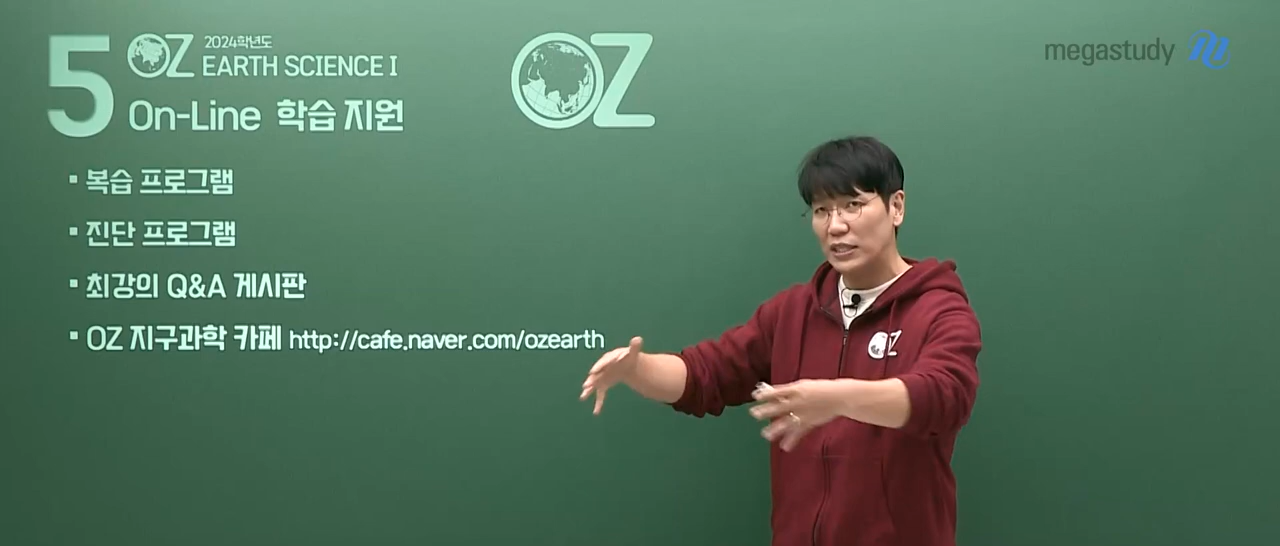 5
OZ 2024학년도
EARTH SCIENCE I
On-Line 학습 지원
OZ
megastudy
▪ 복습 프로그램
▪ 진단 프로그램
▪ 최강의 Q&A 게시판
▪ OZ 지구과학 카페 http://cafe.naver.com/ozearth
OZ